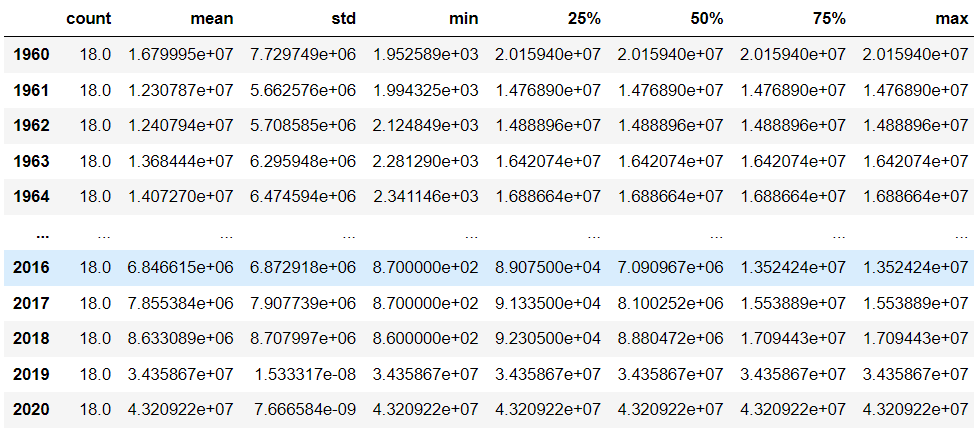 count mean std min 25% 50% 75% max
1960 18.0 1.679995e+07 7.729749e+06 1.952589e+03 2.015940e+07 2.015940e+07 2.015940e+07 2.015940e+07
1961 18.0 1.230787e+07 5.662576e+06 1.994325e+03 1.476890e+07 1.476890e+07 1.476890e+07 1.476890e+07
1962 18.0 1.240794e+07 5.708585e+06 2.124849e+03 1.488896e+07 1.488896e+07 1.488896e+07 1.488896e+07
1963 18.0 1.368444e+07 6.295948e+06 2.281290e+03 1.642074e+07 1.642074e+07 1.642074e+07 1.642074e+07
1964 18.0 1.407270e+07 6.474594e+06 2.341146e+03 1.688664e+07 1.688664e+07 1.688664e+07 1.688664e+07
... ... ... ... ... ... ... ... ...
2016 18.0 6.846615e+06 6.872918e+06 8.700000e+02 8.907500e+04 7.090967e+06 1.352424e+07 1.352424e+07
2017 18.0 7.855384e+06 7.907739e+06 8.700000e+02 9.133500e+04 8.100252e+06 1.553889e+07 1.553889e+07
2018 18.0 8.633089e+06 8.707997e+06 8.600000e+02 9.230500e+04 8.880472e+06 1.709443e+07 1.709443e+07
2019 18.0 3.435867e+07 1.533317e-08 3.435867e+07 3.435867e+07 3.435867e+07 3.435867e+07 3.435867e+07
2020 18.0 4.320922e+07 7.666584e-09 4.320922e+07 4.320922e+07 4.320922e+07 4.320922e+07 4.320922e+07